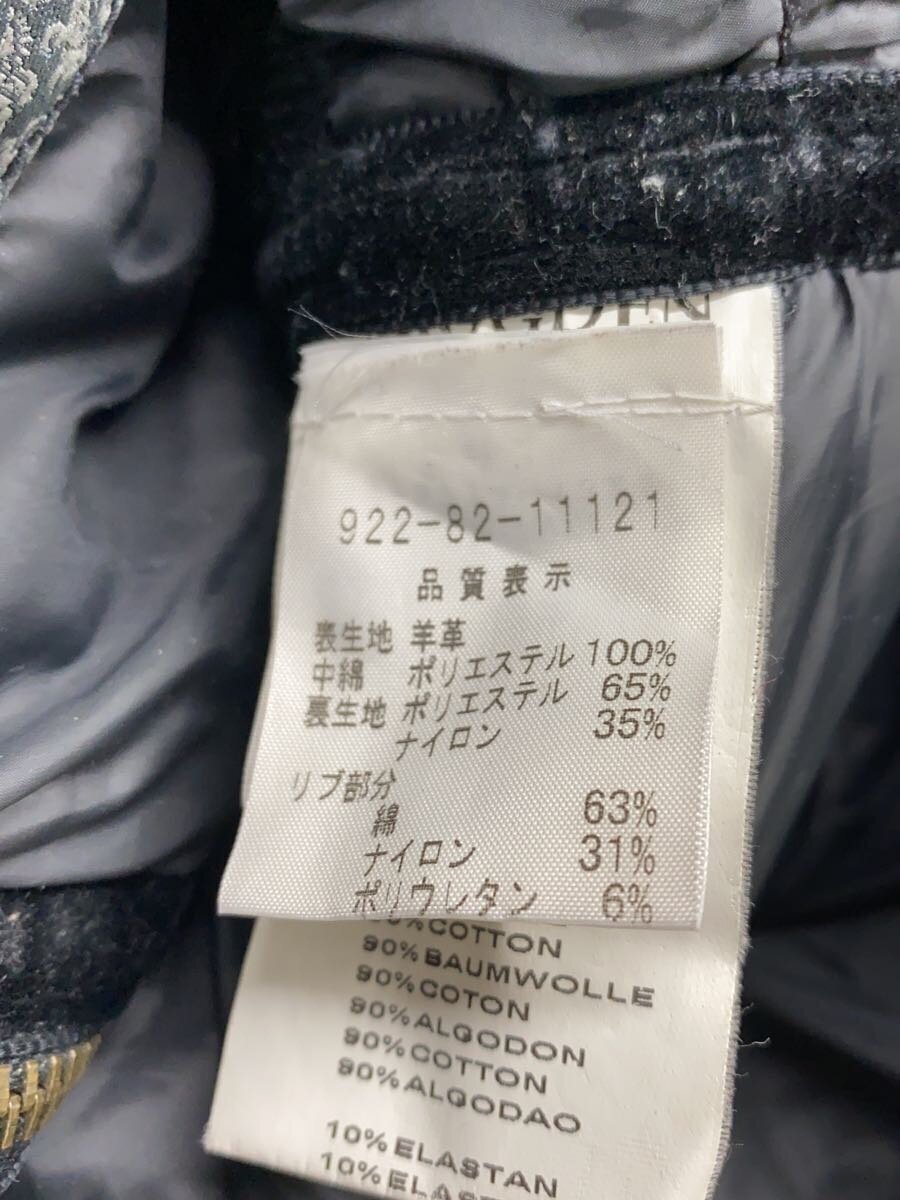 922-82-11121
品質表示
表生地 羊革
中綿 ポリエステル 100%
裏生地 ポリエステル 65%
ナイロン 35%
リブ部分
綿 63%
ナイロン 31%
ポリウレタン 6%
COTTON
90% BAUMWOLLE
90% COTON
90% ALGODON
90% COTTON
90% ALGODAO
10% ELASTAN